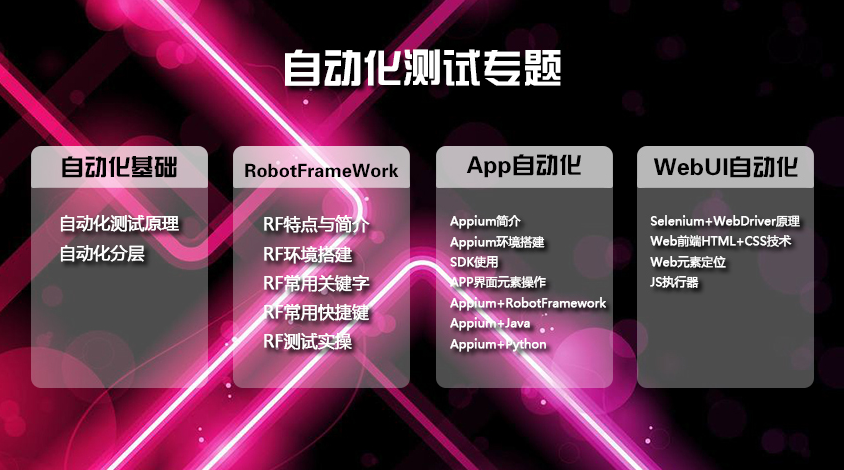 自动化测试专题
自动化基础
自动化测试原理
自动化分层
RobotFrameWork
RF特点与简介
RF环境搭建
RF常用关键字
RF常用快捷键
RF测试实操
App自动化
Appium简介
Appium环境搭建
SDK使用
APP界面元素操作
Appium+RobotFramework
Appium+Java
Appium+Python
WebUI自动化
Selenium+WebDriver原理
Web前端HTML+CSS技术
Web元素定位
JS执行器